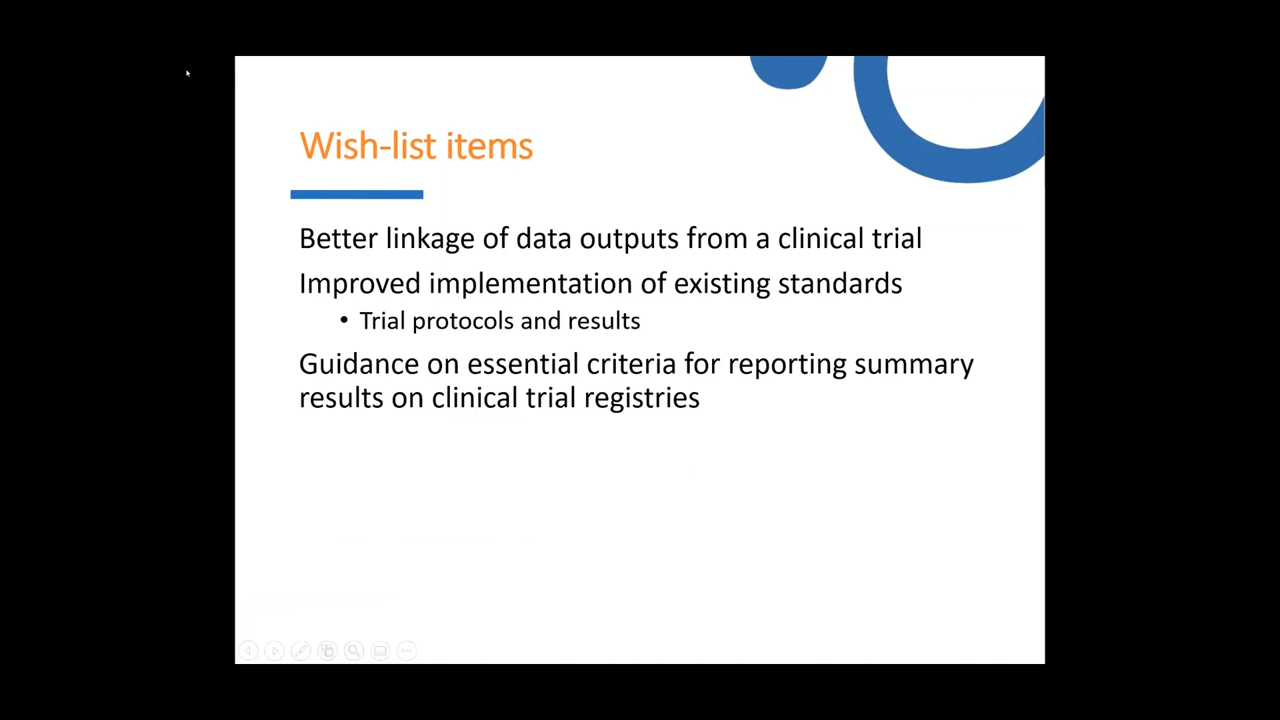 Wish-list items
Better linkage of data outputs from a clinical trial
Improved implementation of existing standards
• Trial protocols and results
Guidance on essential criteria for reporting summary
results on clinical trial registries